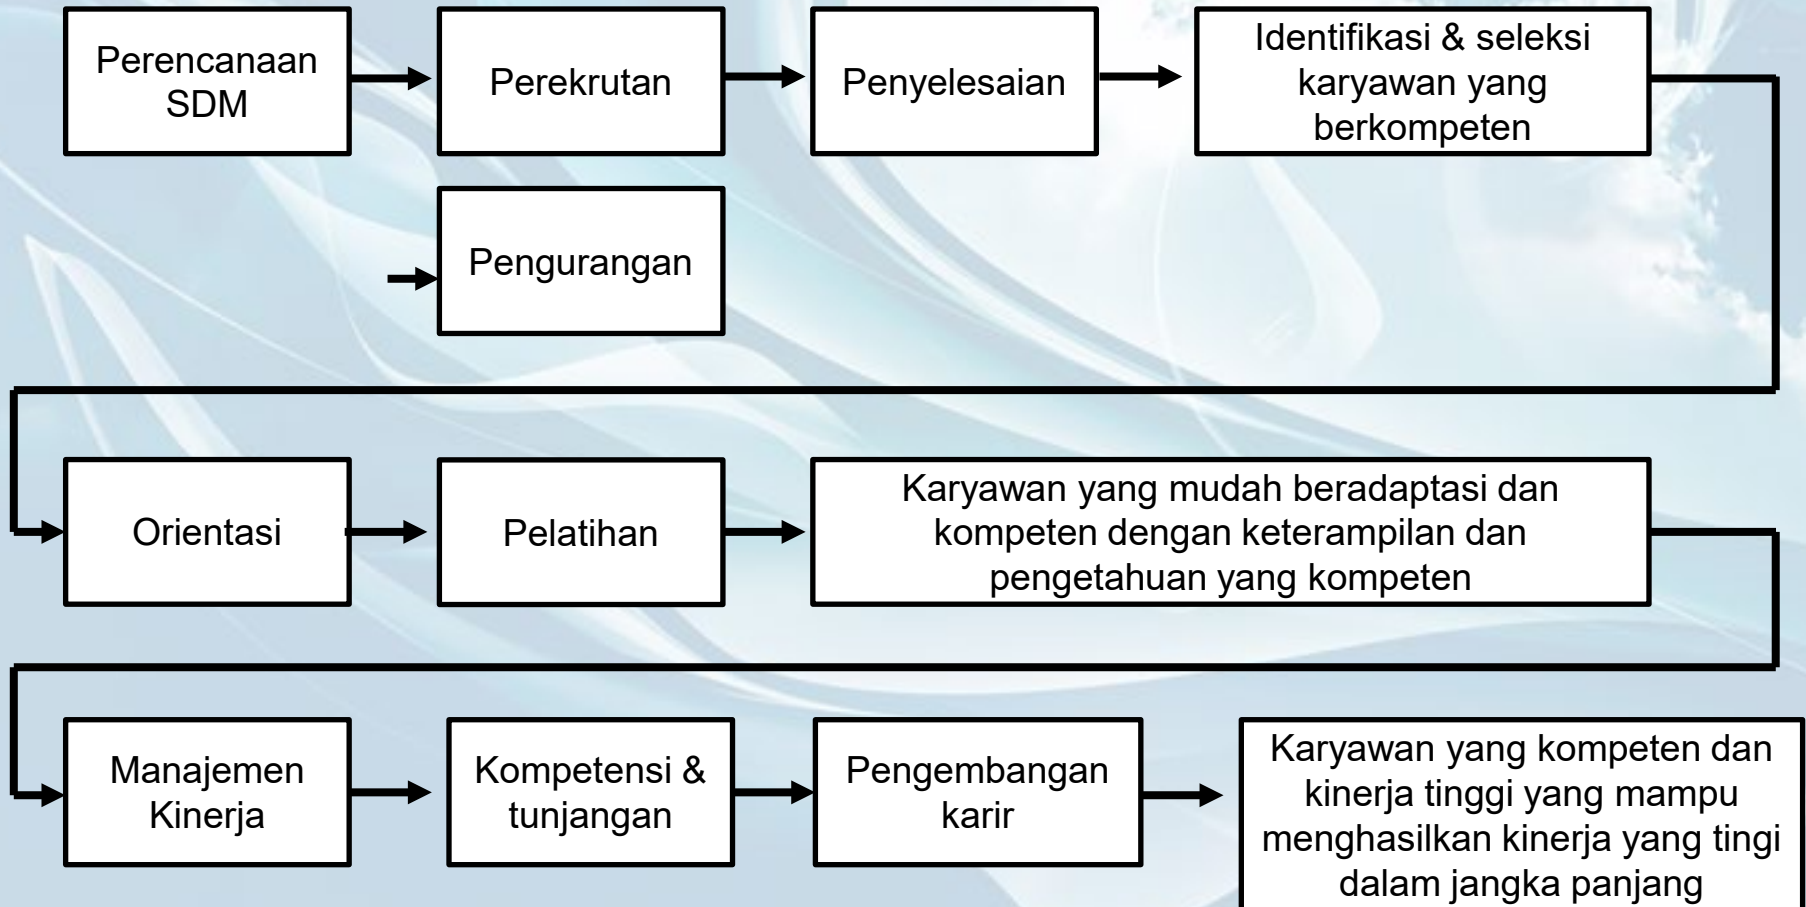 Perencanaan
SDM
Perekrutan
Penyelesaian
Identifikasi & seleksi
karyawan yang
berkompeten
Pengurangan
Orientasi
Pelatihan
Karyawan yang mudah beradaptasi dan
kompeten dengan keterampilan dan
pengetahuan yang kompeten
Manajemen
Kinerja
Kompetensi &
tunjangan
Pengembangan
karir
Karyawan yang kompeten dan
kinerja tinggi yang mampu
menghasilkan kinerja yang tingi
dalam jangka panjang